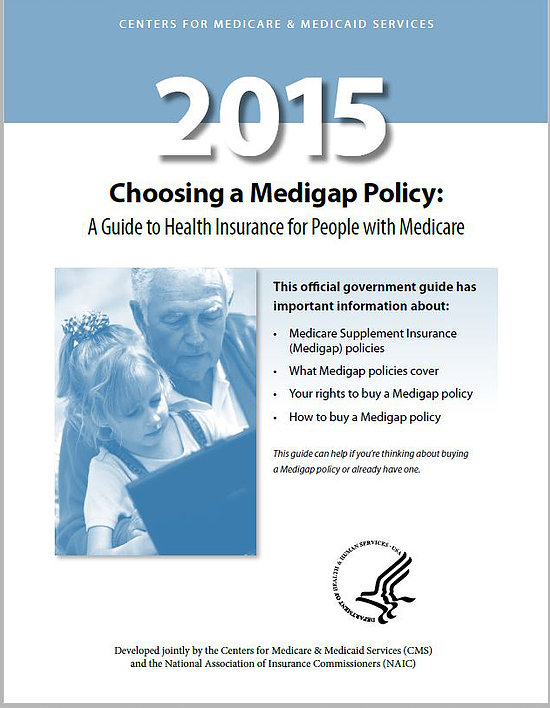 CENTERS FOR MEDICARE & MEDICAID SERVICES
2015
Choosing a Medigap Policy:
A Guide to Health Insurance for People with Medicare
This official government guide has
important information about:
• Medicare Supplement Insurance
(Medigap) policies
• What Medigap policies cover
• Your rights to buy a Medigap policy
• How to buy a Medigap policy
This guide can help if you're thinking about buying
a Medigap policy or already have one.
DEPARTMENT OF HEALTH & HUMAN SERVICES · USA
Developed jointly by the Centers for Medicare & Medicaid Services (CMS)
and the National Association of Insurance Commissioners (NAIC)